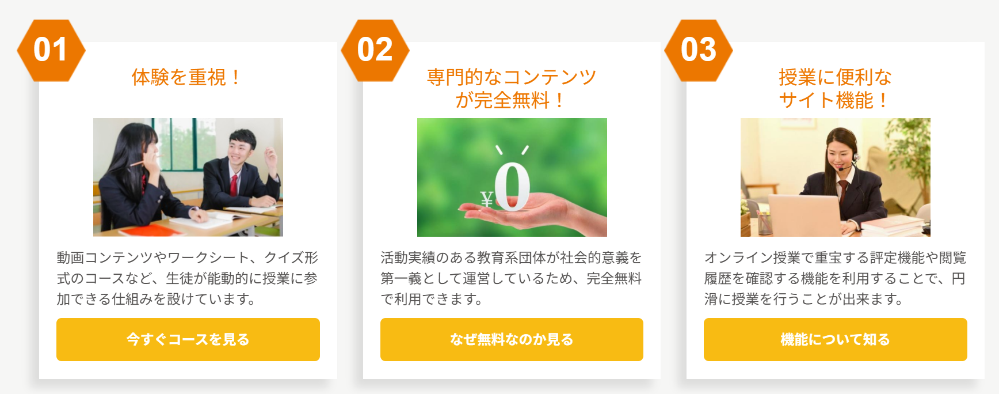 01
体験を重視！
動画コンテンツやワークシート、クイズ形
式のコースなど、生徒が能動的に授業に参
加できる仕組みを設けています。
今すぐコースを見る
02
専門的なコンテンツ
が完全無料！
¥0
活動実績のある教育系団体が社会的意義を
第一義として運営しているため、完全無料
で利用できます。
なぜ無料なのか見る
03
授業に便利な
サイト機能！
オンライン授業で重宝する評定機能や閲覧
履歴を確認する機能を利用することで、円
滑に授業を行うことが出来ます。
機能について知る